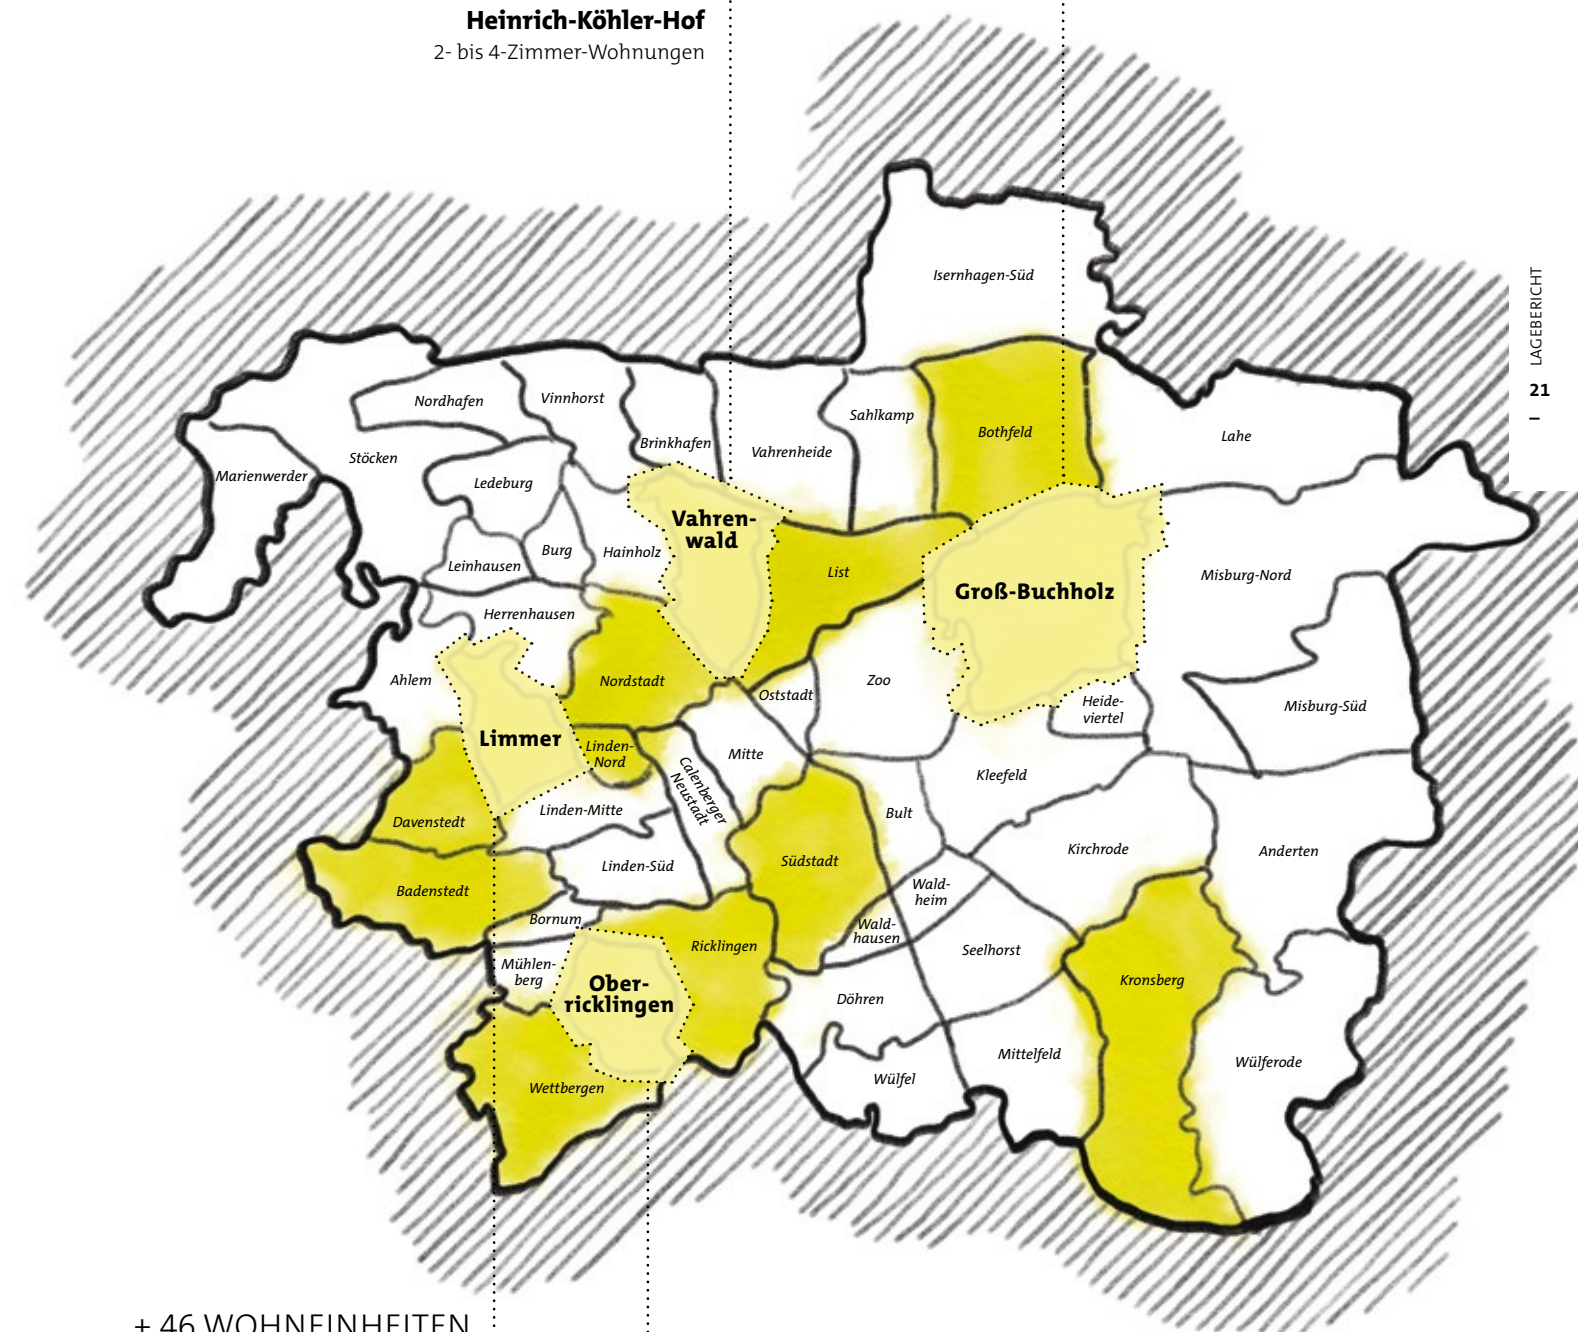 Heinrich-Köhler-Hof
2- bis 4-Zimmer-Wohnungen
LAGEBERICHT
21
–
Isernhagen-Süd
Nordhafen
Vinnhorst
Brinkhafen
Vahrenheide
Sahlkamp
Bothfeld
Lahe
Stöcken
Marienwerder
Ledeburg
Vahren-
wald
Burg
Hainholz
Leinhausen
List
Groß-Buchholz
Misburg-Nord
Herrenhausen
Ahlem
Nordstadt
Oststadt
Zoo
Heide-
viertel
Misburg-Süd
Limmer
Linden-
Nord
Calenberger
Neustadt
Mitte
Kleefeld
Davenstedt
Linden-Mitte
Bult
Linden-Süd
Südstadt
Kirchrode
Anderten
Badenstedt
Wald-
heim
Bornum
Wald-
hausen
Ricklingen
Seelhorst
Mühlen-
berg
Ober-
ricklingen
Kronsberg
Döhren
Mittelfeld
Wülferode
Wülfel
Wettbergen
+ 46 WOHNEINHEITEN